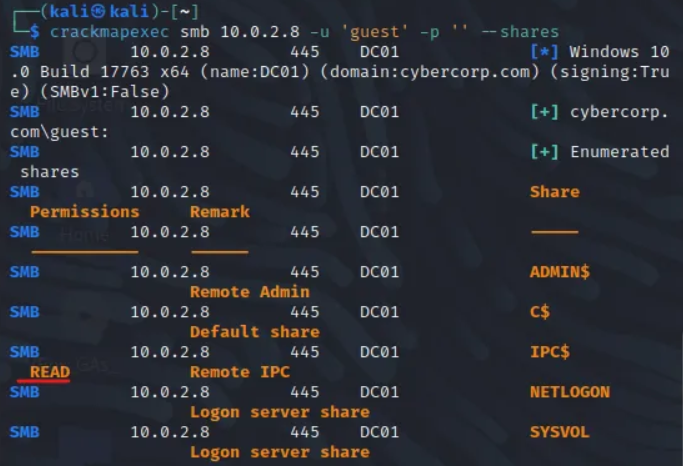 ┌──(kali㉿kali)-[~]
└─$ crackmapexec smb 10.0.2.8 -u 'guest' -p '' --shares
SMB 10.0.2.8 445 DC01 [*] Windows 10
.0 Build 17763 x64 (name:DC01) (domain:cybercorp.com) (signing:Tru
e) (SMBv1:False)
SMB 10.0.2.8 445 DC01 [+] cybercorp.
com\guest:
SMB 10.0.2.8 445 DC01 [+] Enumerated
shares
SMB 10.0.2.8 445 DC01 Share
Permissions Remark
SMB 10.0.2.8 445 DC01 -----
----------- ------
SMB 10.0.2.8 445 DC01 ADMIN$
Remote Admin
SMB 10.0.2.8 445 DC01 C$
Default share
SMB 10.0.2.8 445 DC01 IPC$
READ Remote IPC
SMB 10.0.2.8 445 DC01 NETLOGON
Logon server share
SMB 10.0.2.8 445 DC01 SYSVOL
Logon server share